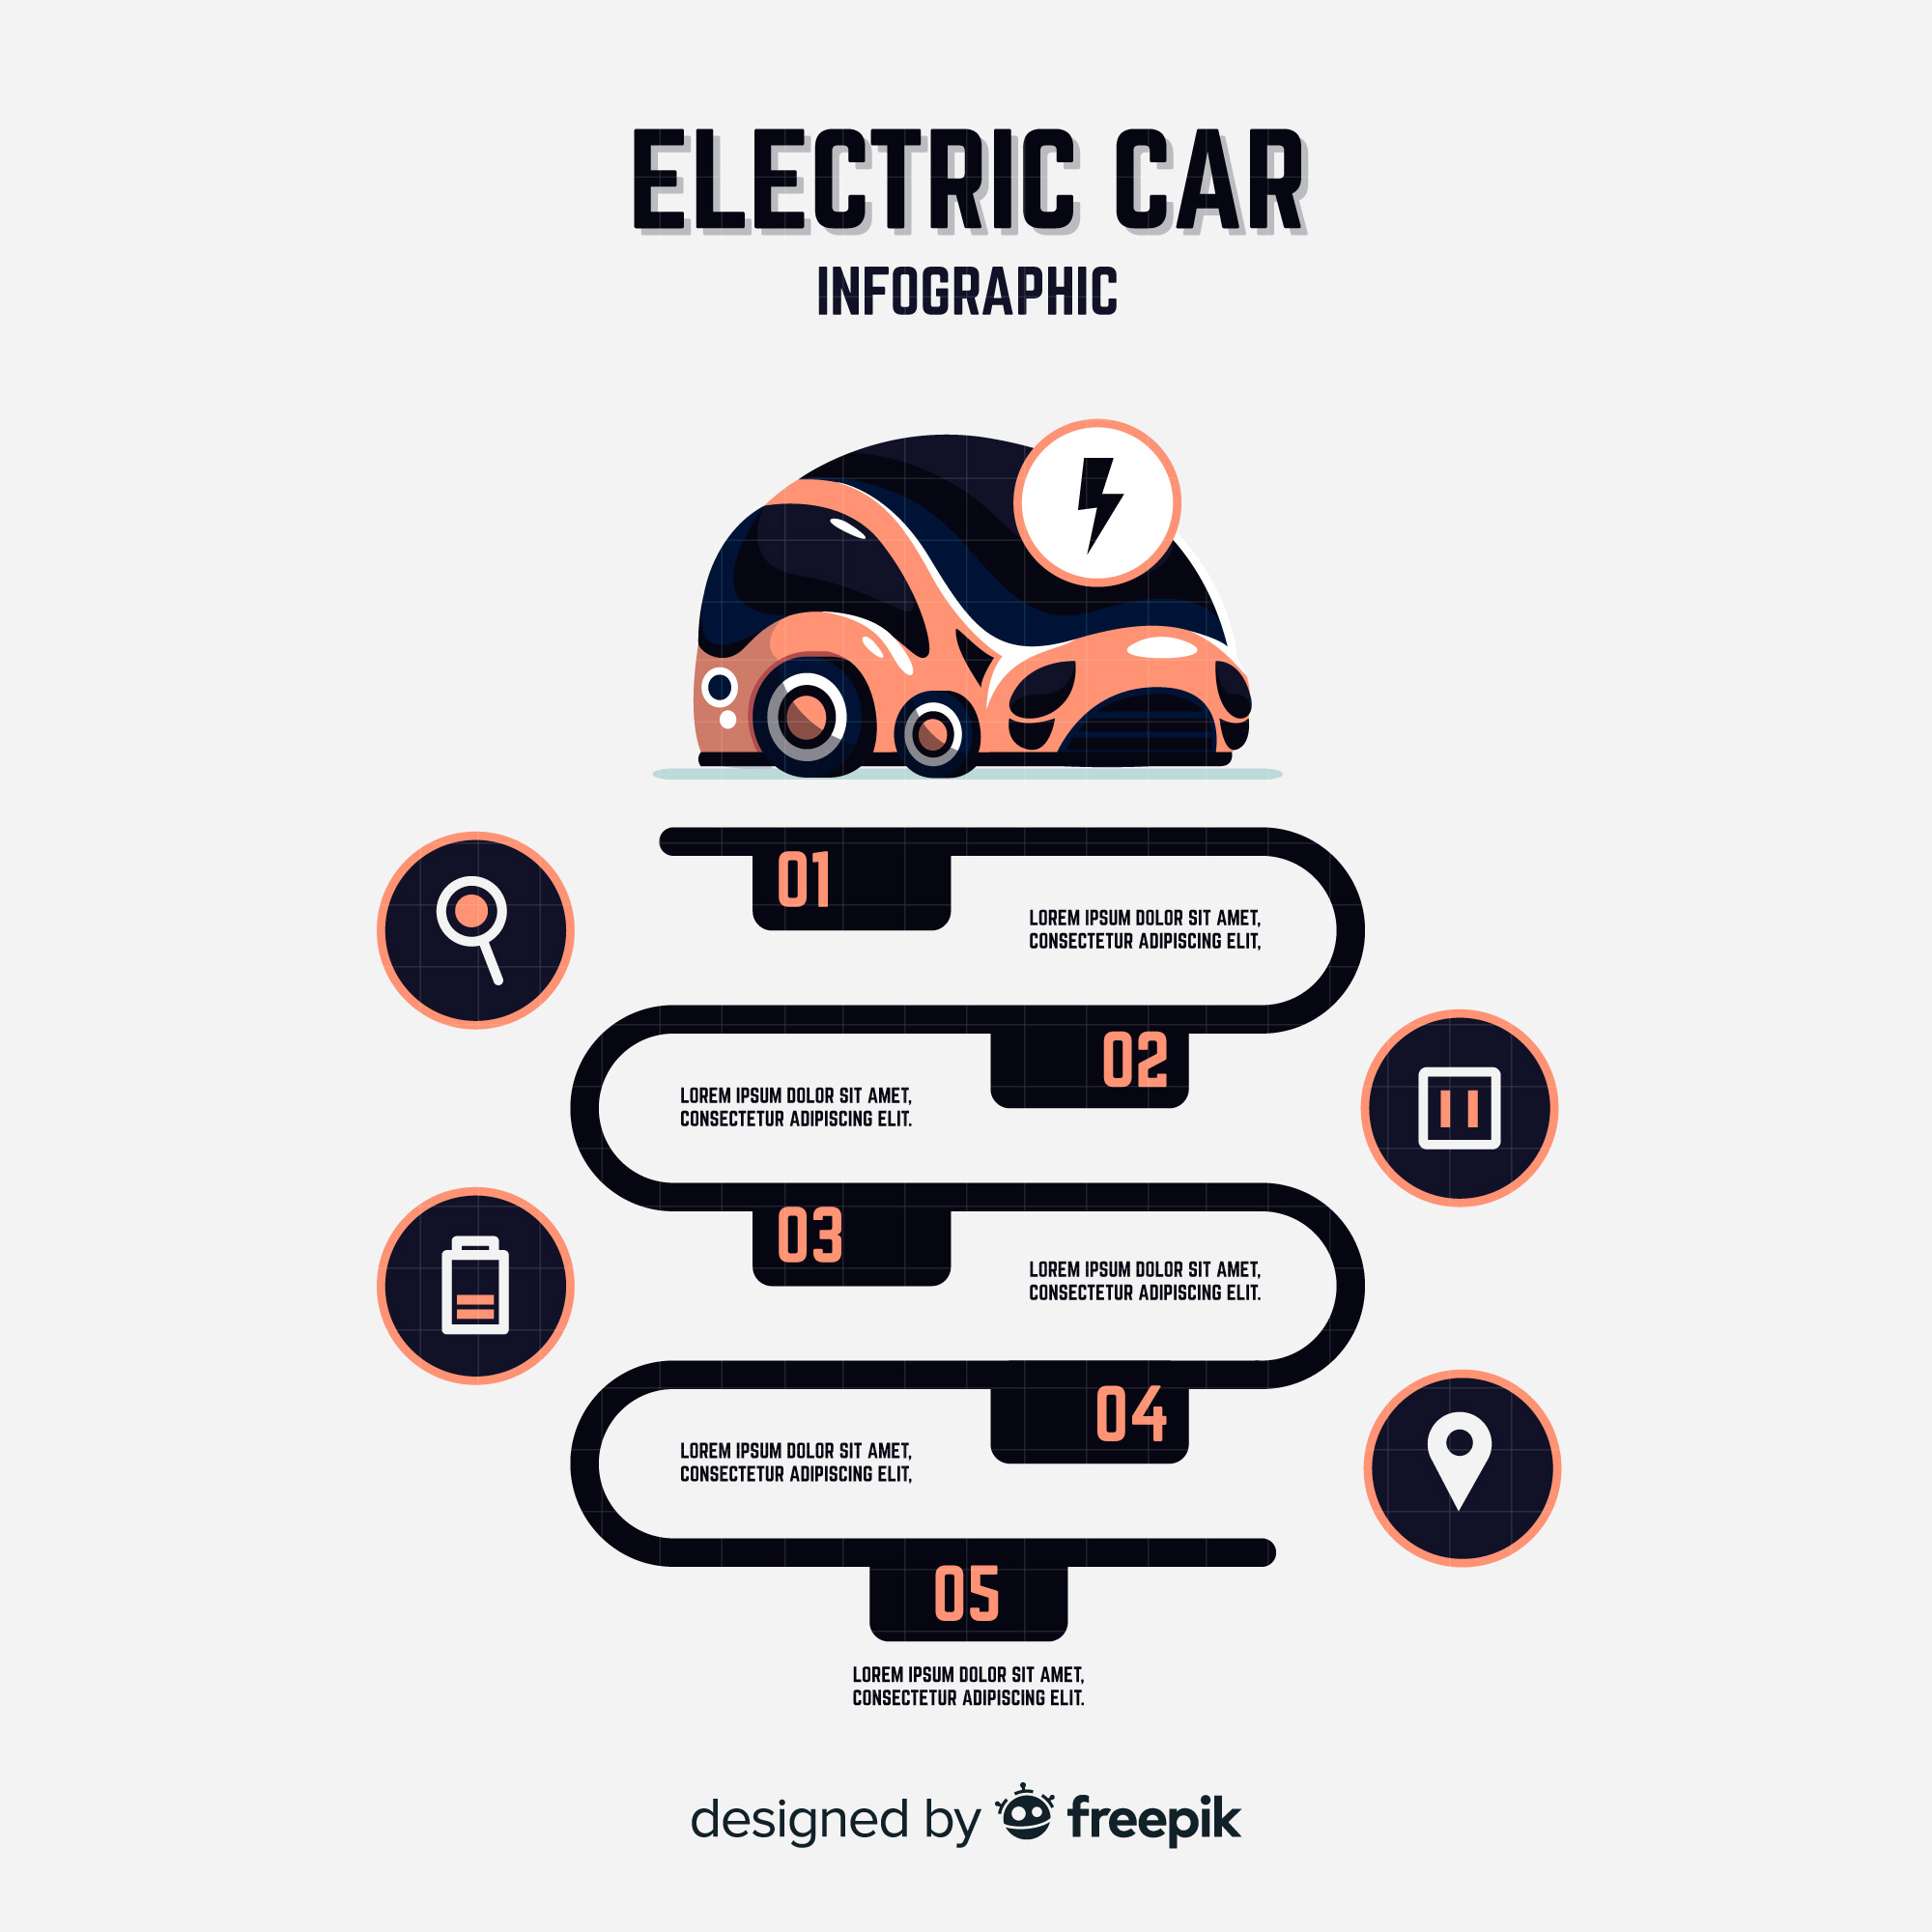 ELECTRIC CAR
INFOGRAPHIC
01
LOREM IPSUM DOLOR SIT AMET,
CONSECTETUR ADIPISCING ELIT,
02
LOREM IPSUM DOLOR SIT AMET,
CONSECTETUR ADIPISCING ELIT.
03
LOREM IPSUM DOLOR SIT AMET,
CONSECTETUR ADIPISCING ELIT.
04
LOREM IPSUM DOLOR SIT AMET,
CONSECTETUR ADIPISCING ELIT,
05
LOREM IPSUM DOLOR SIT AMET,
CONSECTETUR ADIPISCING ELIT.
designed by freepik